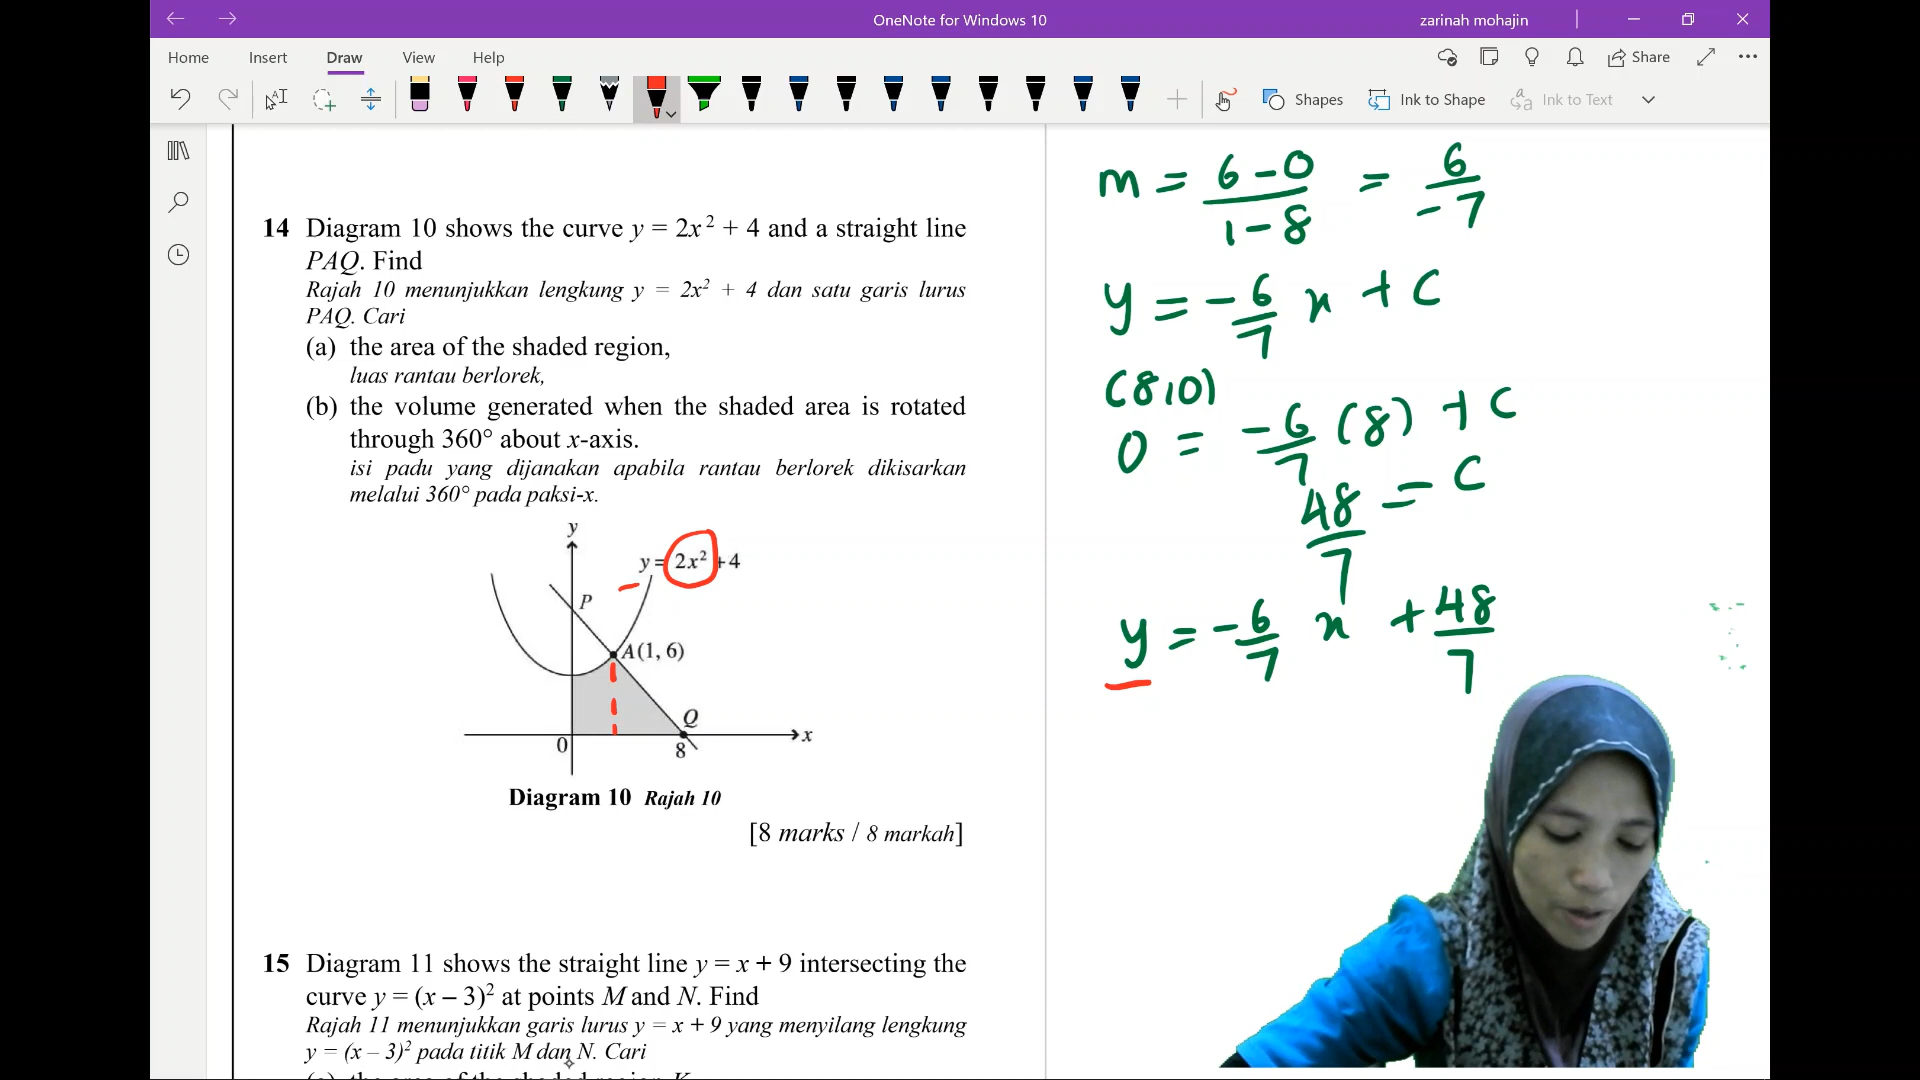 OneNote for Windows 10
zarinah mohajin
Home Insert Draw View Help
Share
Shapes Ink to Shape Ink to Text
14 Diagram 10 shows the curve y = 2x² + 4 and a straight line
PAQ. Find
Rajah 10 menunjukkan lengkung y = 2x² + 4 dan satu garis lurus
PAQ. Cari
(a) the area of the shaded region,
luas rantau berlorek,
(b) the volume generated when the shaded area is rotated
through 360° about x-axis.
isi padu yang dijanakan apabila rantau berlorek dikisarkan
melalui 360° pada paksi-x.
y
y = 2x² + 4
P
A(1, 6)
Q
0 8 x
Diagram 10 Rajah 10
[8 marks / 8 markah]
15 Diagram 11 shows the straight line y = x + 9 intersecting the
curve y = (x – 3)² at points M and N. Find
Rajah 11 menunjukkan garis lurus y = x + 9 yang menyilang lengkung
y = (x – 3)² pada titik M dan N. Cari
m = 6-0/1-8 = 6/-7
y = -6/7 x + c
(8,0)
0 = -6/7 (8) + c
48/7 = c
y = -6/7 x + 48/7